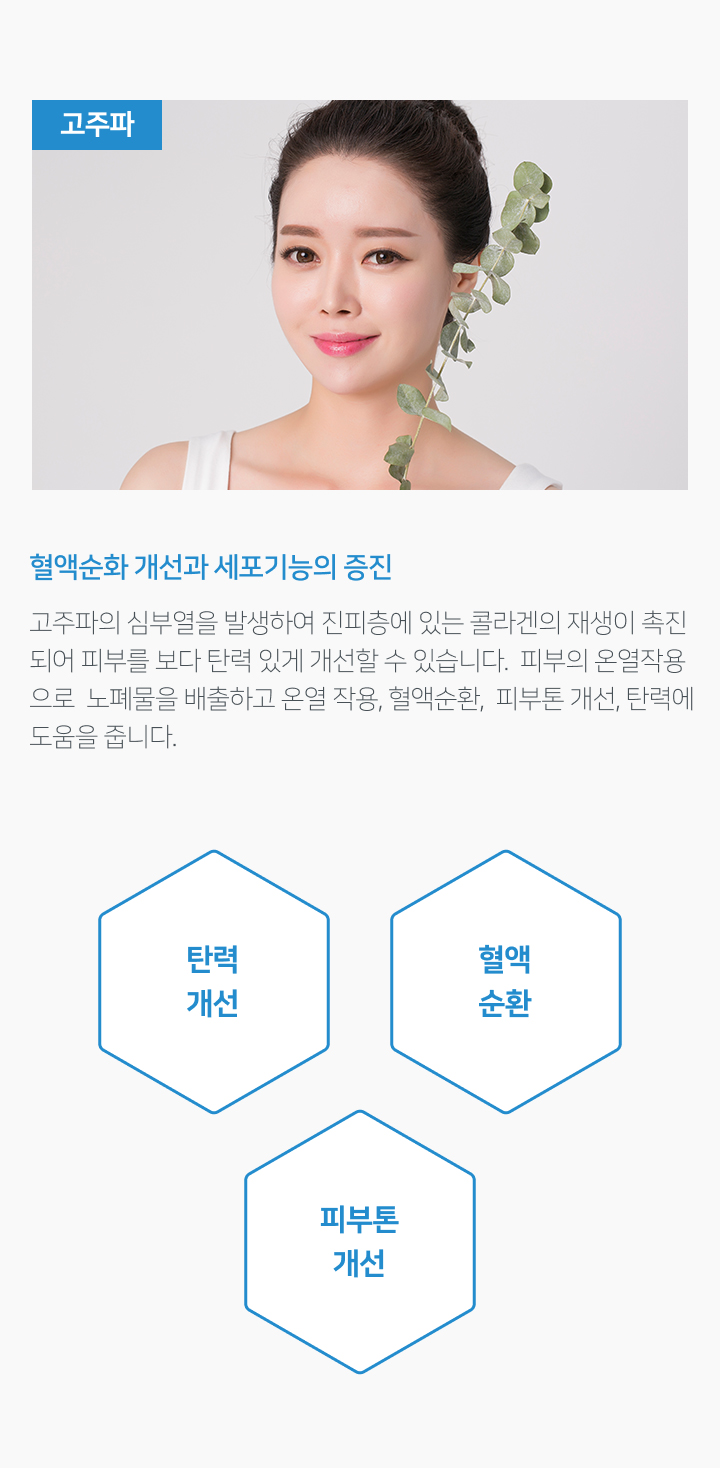 고주파
혈액순화 개선과 세포기능의 증진
고주파의 심부열을 발생하여 진피층에 있는 콜라겐의 재생이 촉진
되어 피부를 보다 탄력 있게 개선할 수 있습니다. 피부의 온열작용
으로 노폐물을 배출하고 온열 작용, 혈액순환, 피부톤 개선, 탄력에
도움을 줍니다.
탄력
개선
혈액
순환
피부톤
개선